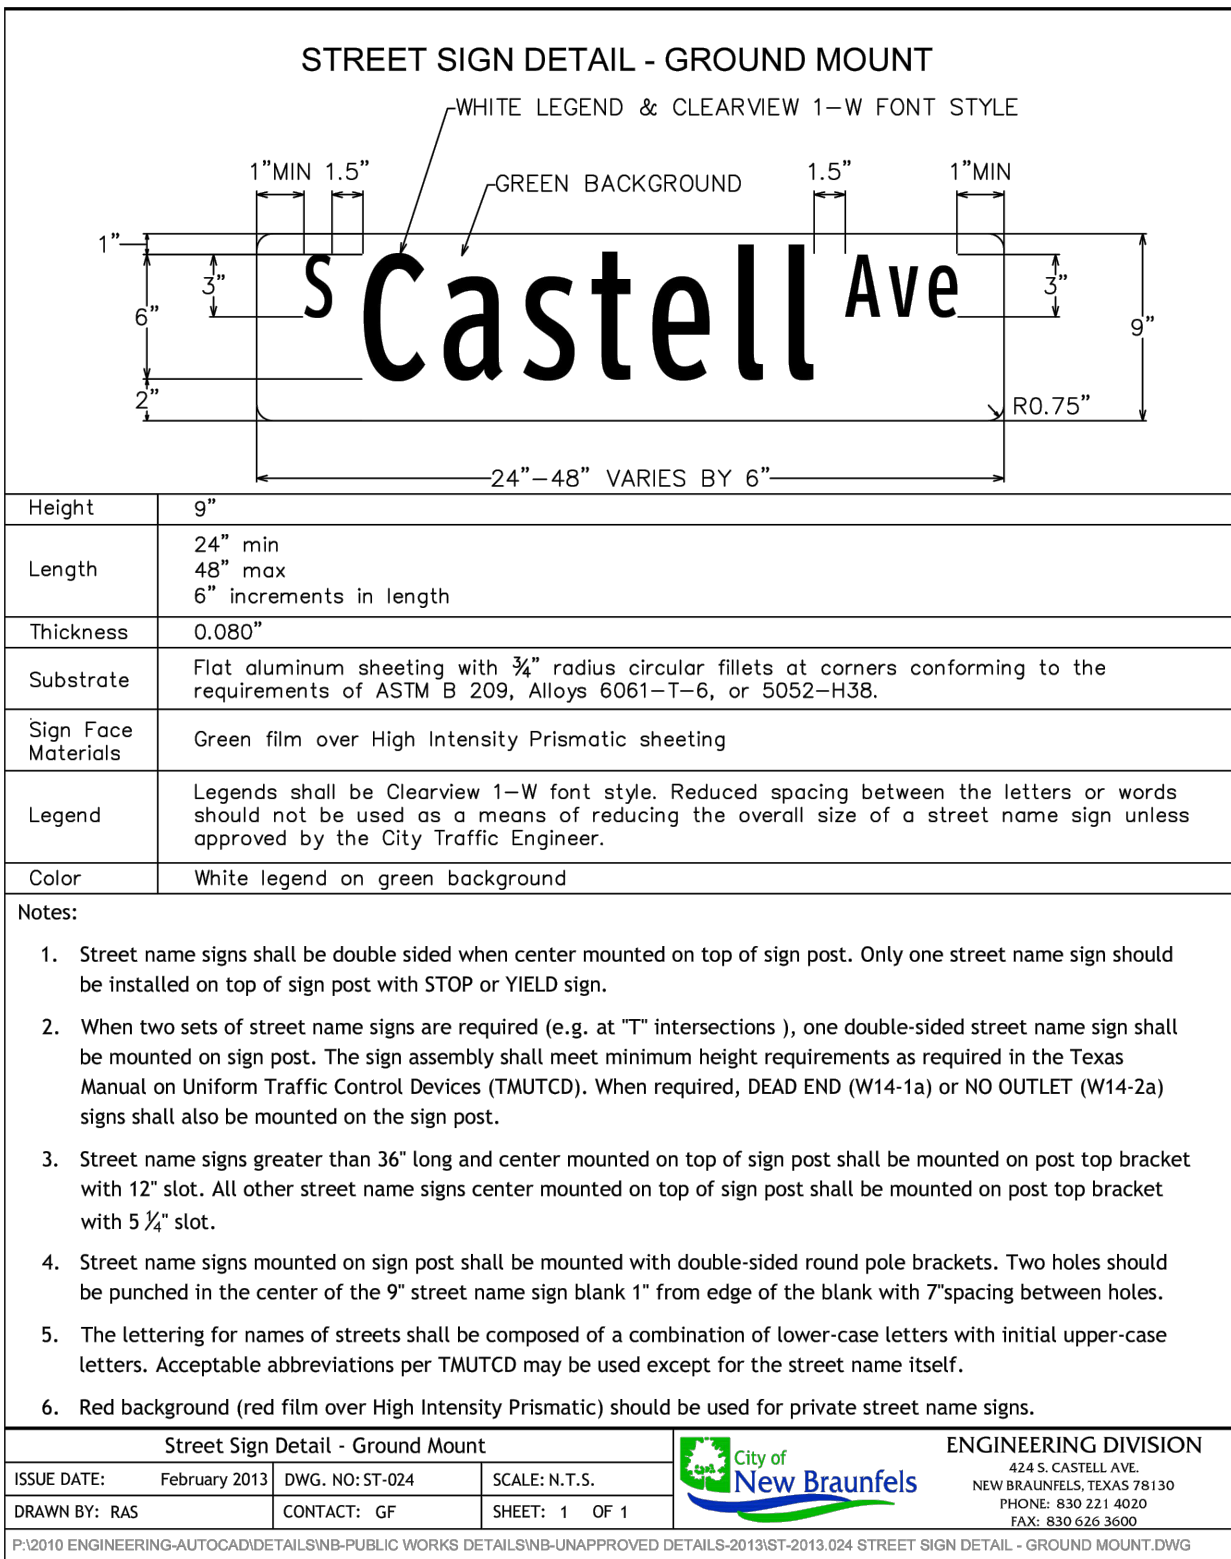 STREET SIGN DETAIL - GROUND MOUNT
WHITE LEGEND & CLEARVIEW 1-W FONT STYLE
1"MIN 1.5" 1.5" 1"MIN
GREEN BACKGROUND
1"
S Castell Ave
3" 3"
6"
9"
2"
R0.75"
24"-48" VARIES BY 6"
Height 9"
Length 24" min
48" max
6" increments in length
Thickness 0.080"
Substrate Flat aluminum sheeting with ¾" radius circular fillets at corners conforming to the
requirements of ASTM B 209, Alloys 6061-T-6, or 5052-H38.
Sign Face
Materials
Green film over High Intensity Prismatic sheeting
Legend
Legends shall be Clearview 1-W font style. Reduced spacing between the letters or words
should not be used as a means of reducing the overall size of a street name sign unless
approved by the City Traffic Engineer.
Color White legend on green background
Notes:
1. Street name signs shall be double sided when center mounted on top of sign post. Only one street name sign should
be installed on top of sign post with STOP or YIELD sign.
2. When two sets of street name signs are required (e.g. at "T" intersections ), one double-sided street name sign shall
be mounted on sign post. The sign assembly shall meet minimum height requirements as required in the Texas
Manual on Uniform Traffic Control Devices (TMUTCD). When required, DEAD END (W14-1a) or NO OUTLET (W14-2a)
signs shall also be mounted on the sign post.
3. Street name signs greater than 36" long and center mounted on top of sign post shall be mounted on post top bracket
with 12" slot. All other street name signs center mounted on top of sign post shall be mounted on post top bracket
with 5 ¼" slot.
4. Street name signs mounted on sign post shall be mounted with double-sided round pole brackets. Two holes should
be punched in the center of the 9" street name sign blank 1" from edge of the blank with 7"spacing between holes.
5. The lettering for names of streets shall be composed of a combination of lower-case letters with initial upper-case
letters. Acceptable abbreviations per TMUTCD may be used except for the street name itself.
6. Red background (red film over High Intensity Prismatic) should be used for private street name signs.
Street Sign Detail - Ground Mount
ISSUE DATE: February 2013 DWG. NO: ST-024 SCALE: N.T.S.
DRAWN BY: RAS CONTACT: GF SHEET: 1 OF 1
City of
New Braunfels
ENGINEERING DIVISION
424 S. CASTELL AVE.
NEW BRAUNFELS, TEXAS 78130
PHONE: 830 221 4020
FAX: 830 626 3600
P:\2010 ENGINEERING-AUTOCAD\DETAILS\NB-PUBLIC WORKS DETAILS\NB-UNAPPROVED DETAILS-2013\ST-2013.024 STREET SIGN DETAIL - GROUND MOUNT.DWG